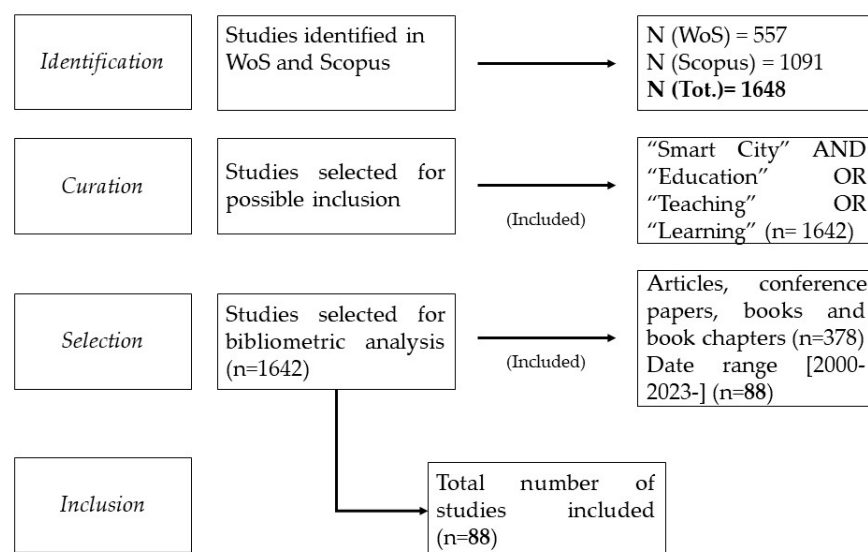 Identification
Studies identified in
WoS and Scopus
N (WoS) = 557
N (Scopus) = 1091
N (Tot.)= 1648
Curation
Studies selected for
possible inclusion
(Included)
“Smart City” AND
“Education” OR
“Teaching” OR
“Learning” (n= 1642)
Selection
Studies selected for
bibliometric analysis
(n=1642)
(Included)
Articles, conference
papers, books and
book chapters (n=378)
Date range [2000-
2023-] (n=88)
Inclusion
Total number of
studies included
(n=88)